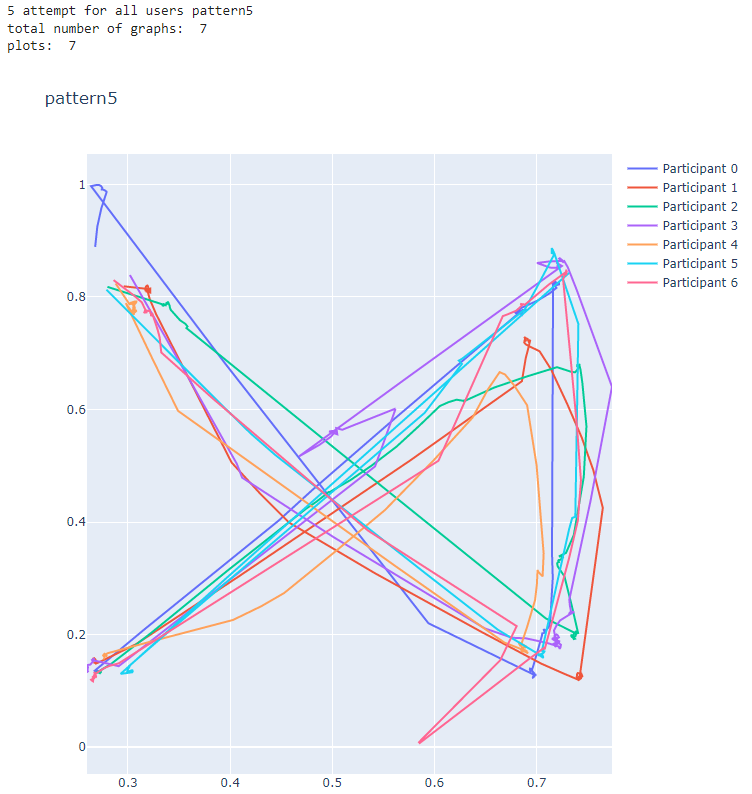 5 attempt for all users pattern5
total number of graphs:  7
plots:  7
pattern5
1
0.8
0.6
0.4
0.2
0
0.3 0.4 0.5 0.6 0.7
Participant 0
Participant 1
Participant 2
Participant 3
Participant 4
Participant 5
Participant 6